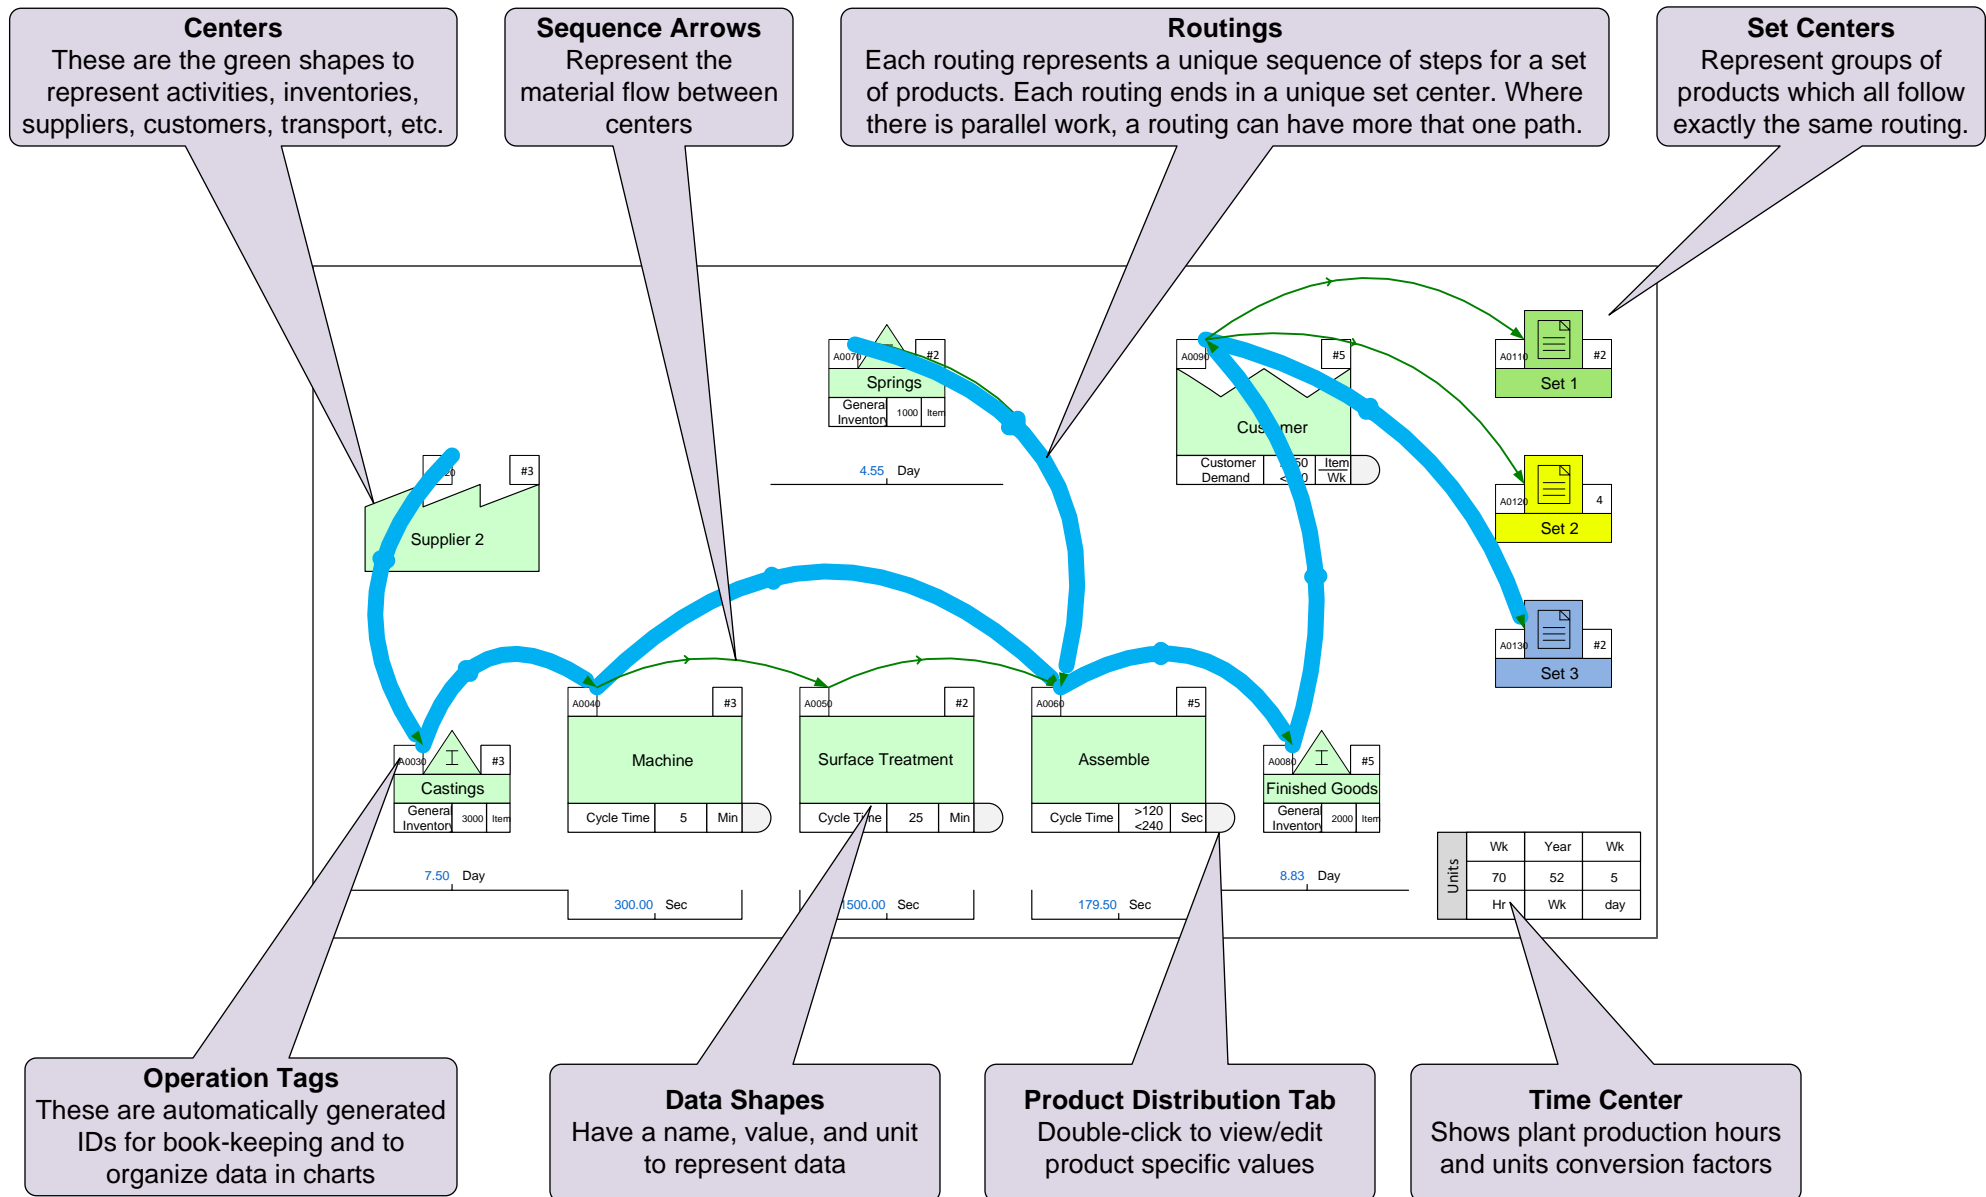 Centers
These are the green shapes to
represent activities, inventories,
suppliers, customers, transport, etc.
Sequence Arrows
Represent the
material flow between
centers
Routings
Each routing represents a unique sequence of steps for a set
of products. Each routing ends in a unique set center. Where
there is parallel work, a routing can have more that one path.
Set Centers
Represent groups of
products which all follow
exactly the same routing.
A0070
#2
Springs
General
Inventory
1000
Item
4.55 Day
A0090
#5
Customer
Customer
Demand
Item
Wk
A0110
#2
Set 1
A0120
4
Set 2
A0130
#2
Set 3
#3
Supplier 2
A0030
#3
Castings
General
Inventory
3000
Item
7.50 Day
A0040
#3
Machine
Cycle Time
5
Min
300.00 Sec
A0050
#2
Surface Treatment
Cycle Time
25
Min
1500.00 Sec
A0060
#5
Assemble
Cycle Time
>120
<240
Sec
179.50 Sec
A0080
#5
Finished Goods
General
Inventory
2000
Item
8.83 Day
Units
Wk Year Wk
70 52 5
Hr Wk day
Operation Tags
These are automatically generated
IDs for book-keeping and to
organize data in charts
Data Shapes
Have a name, value, and unit
to represent data
Product Distribution Tab
Double-click to view/edit
product specific values
Time Center
Shows plant production hours
and units conversion factors